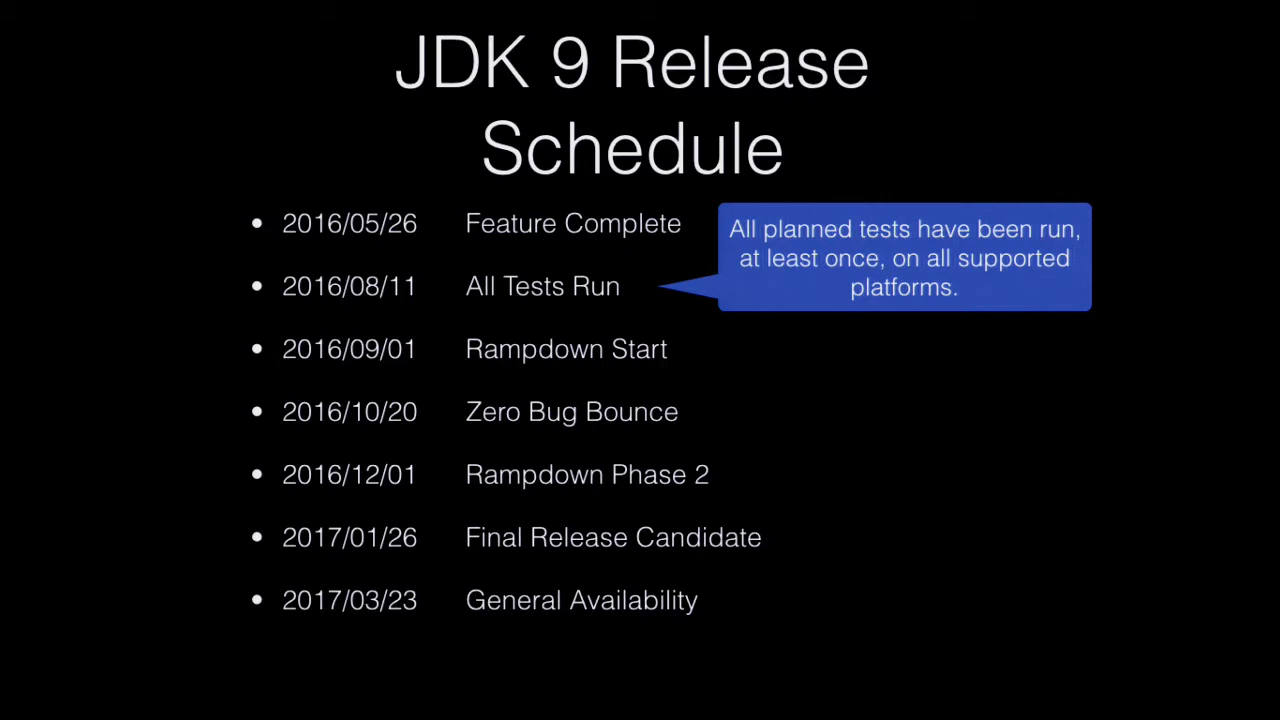 JDK 9 Release
Schedule
• 2016/05/26 Feature Complete
All planned tests have been run,
at least once, on all supported
platforms.
• 2016/08/11 All Tests Run
• 2016/09/01 Rampdown Start
• 2016/10/20 Zero Bug Bounce
• 2016/12/01 Rampdown Phase 2
• 2017/01/26 Final Release Candidate
• 2017/03/23 General Availability